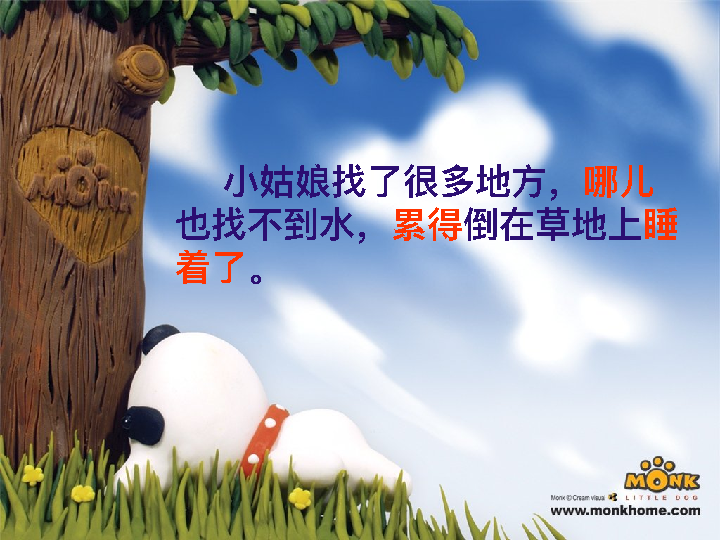 小姑娘找了很多地方，哪儿
也找不到水，累得倒在草地上睡
着了。
MONK
MONK
Monk © Cream visua
LITTLE DOG
www.monkhome.com